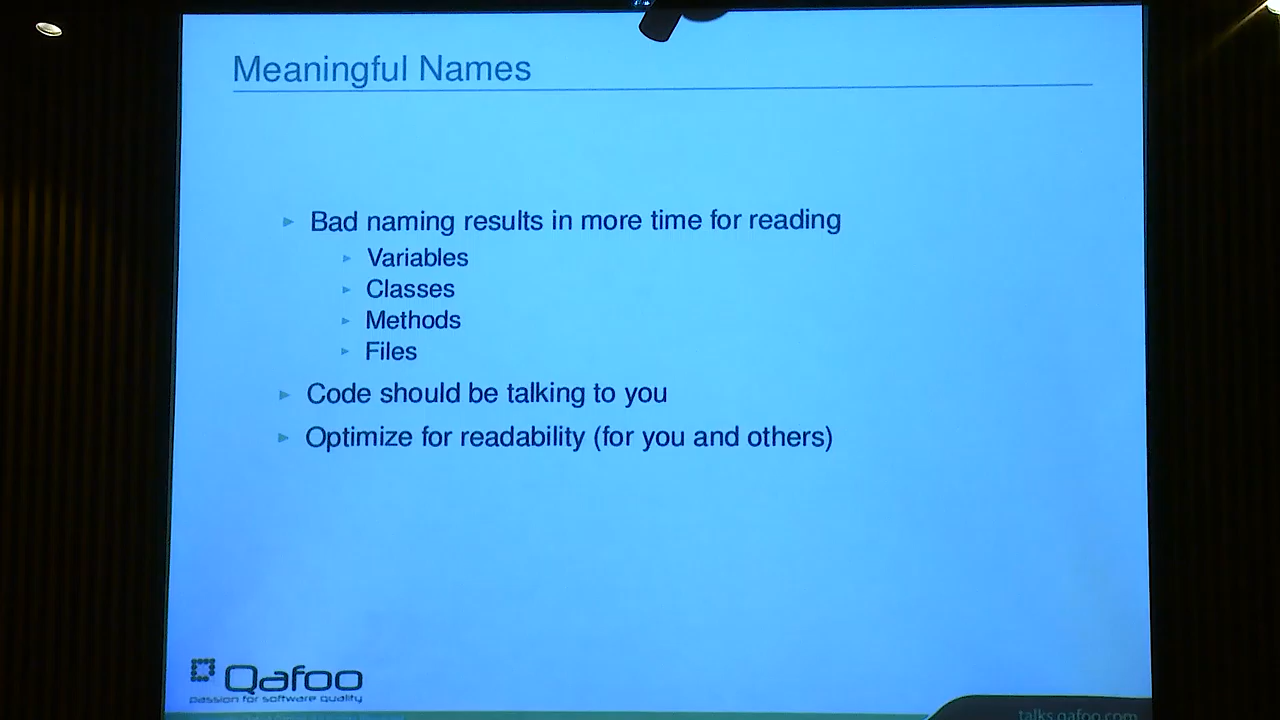 Meaningful Names
Bad naming results in more time for reading
Variables
Classes
Methods
Files
Code should be talking to you
Optimize for readability (for you and others)
Qafoo
passion for software quality
talks.qafoo.com